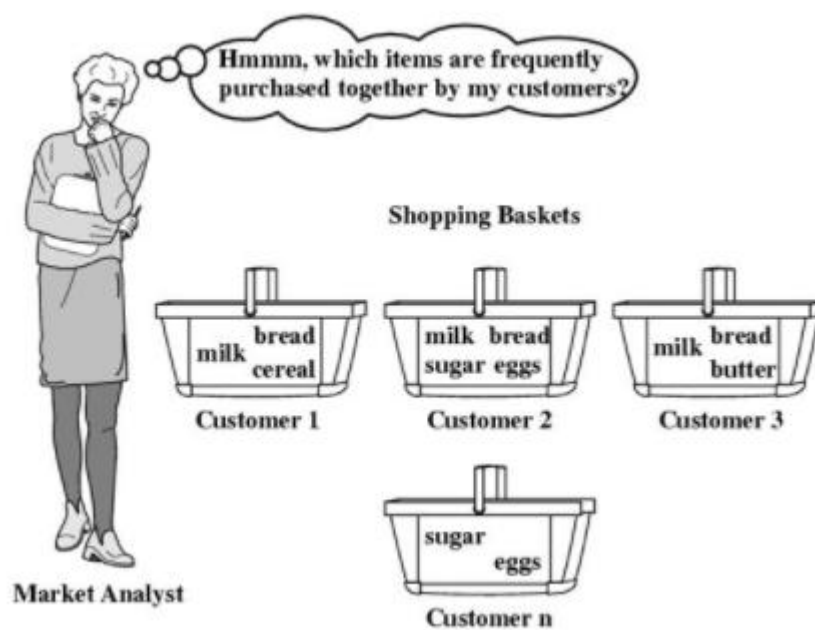 Hmmm, which items are frequently
purchased together by my customers?
Shopping Baskets
milk bread
cereal
Customer 1
milk bread
sugar eggs
Customer 2
milk bread
butter
Customer 3
sugar
eggs
Customer n
Market Analyst